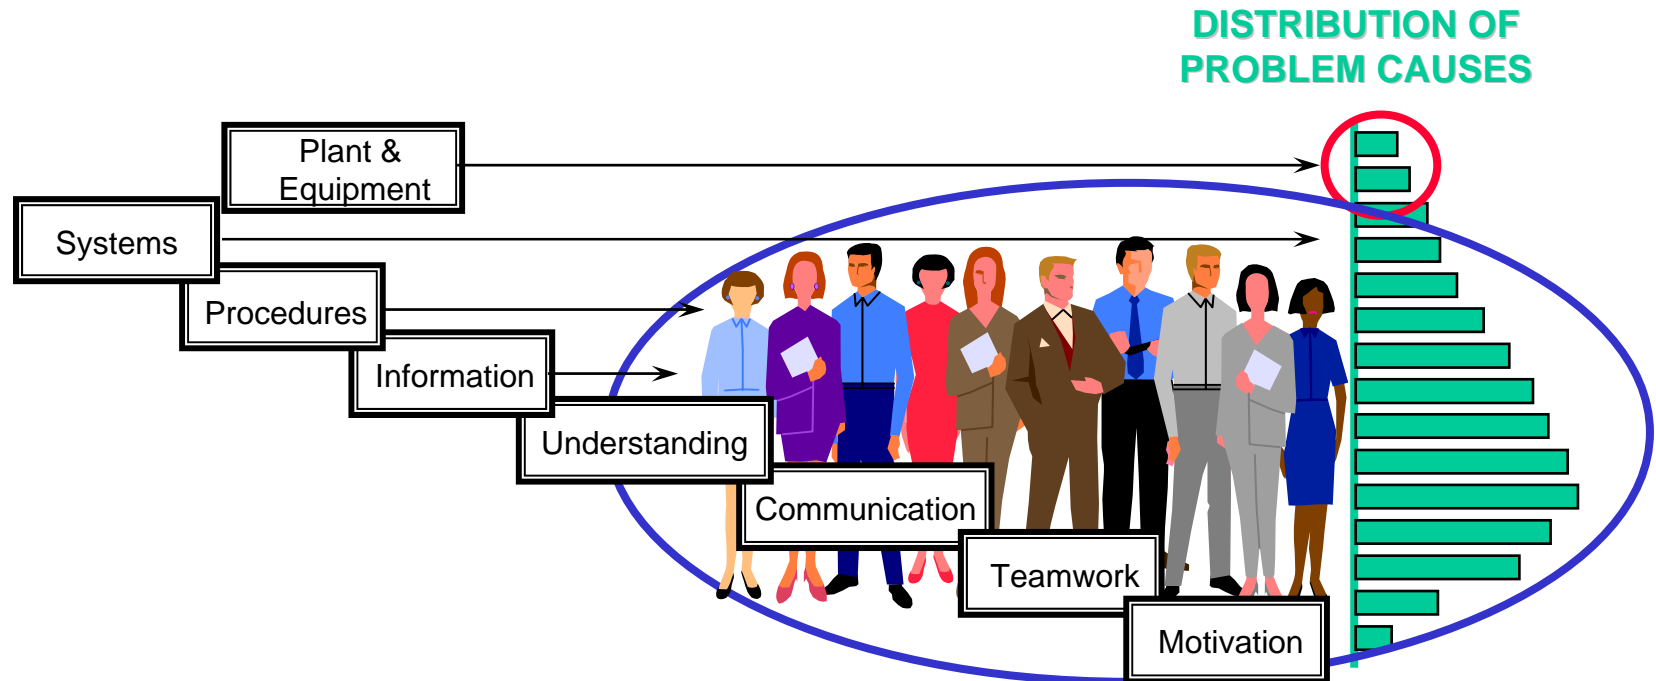 DISTRIBUTION OF
PROBLEM CAUSES
Plant &
Equipment
Systems
Procedures
Information
Understanding
Communication
Teamwork
Motivation